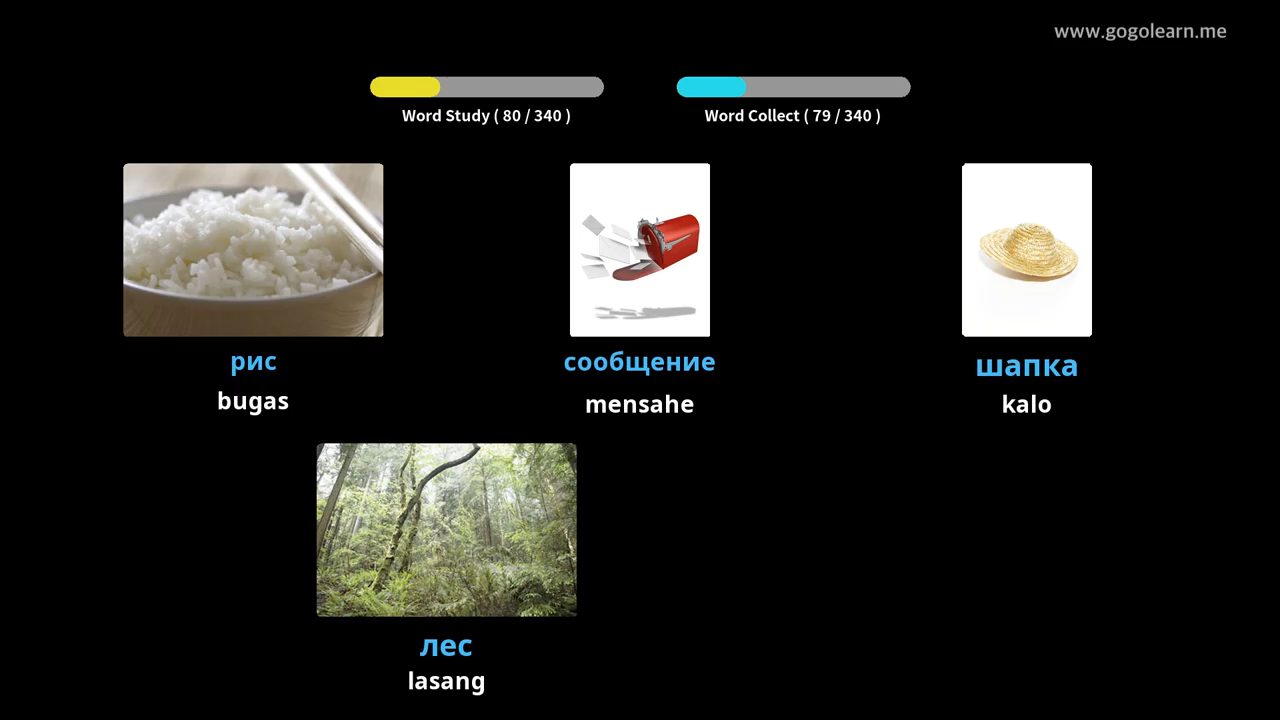 www.gogolearn.me
Word Study ( 80 / 340 )
Word Collect ( 79 / 340 )
рис
bugas
сообщение
mensahe
шапка
kalo
лес
lasang